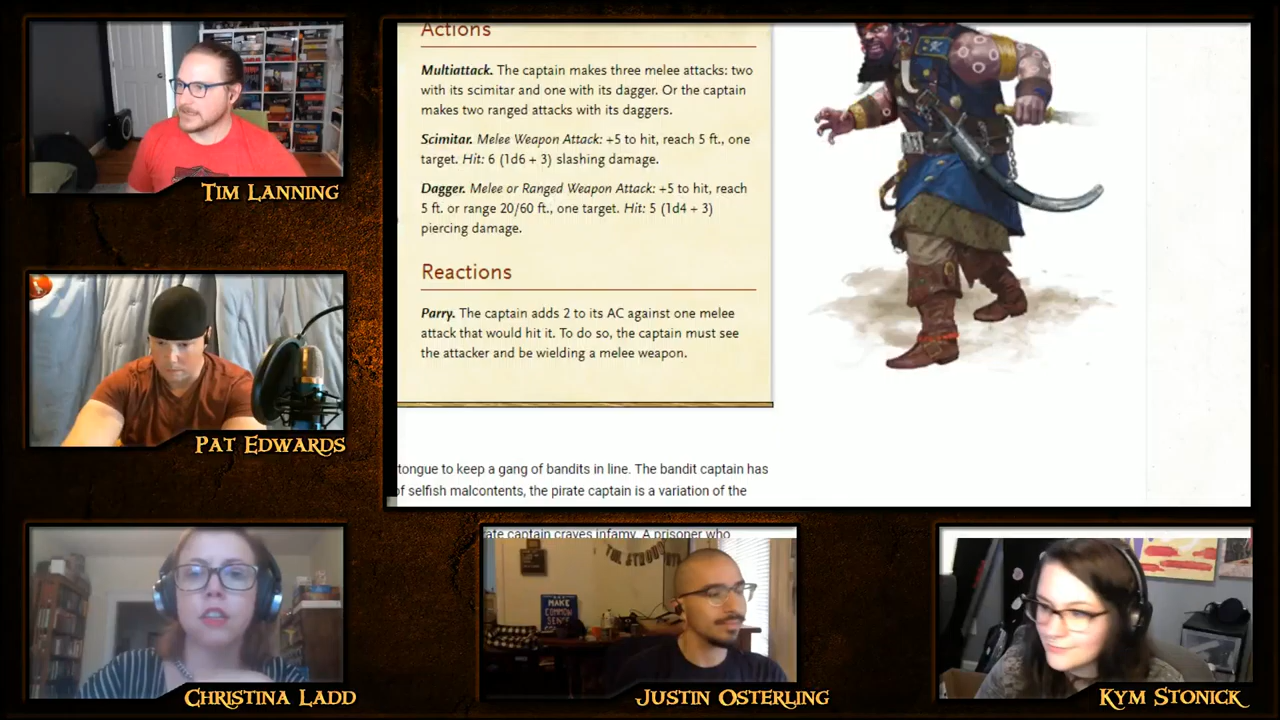 Actions
Multiattack. The captain makes three melee attacks: two
with its scimitar and one with its dagger. Or the captain
makes two ranged attacks with its daggers.
Scimitar. Melee Weapon Attack: +5 to hit, reach 5 ft., one
target. Hit: 6 (1d6 + 3) slashing damage.
Dagger. Melee or Ranged Weapon Attack: +5 to hit, reach
5 ft. or range 20/60 ft., one target. Hit: 5 (1d4 + 3)
piercing damage.
Reactions
Parry. The captain adds 2 to its AC against one melee
attack that would hit it. To do so, the captain must see
the attacker and be wielding a melee weapon.
tongue to keep a gang of bandits in line. The bandit captain has
of selfish malcontents, the pirate captain is a variation of the
captain craves infamy. A prisoner who
Tim Lanning
Pat Edwards
MAKE
COMMON
SENSE
Christina Ladd
Justin Osterling
Kym Stonick